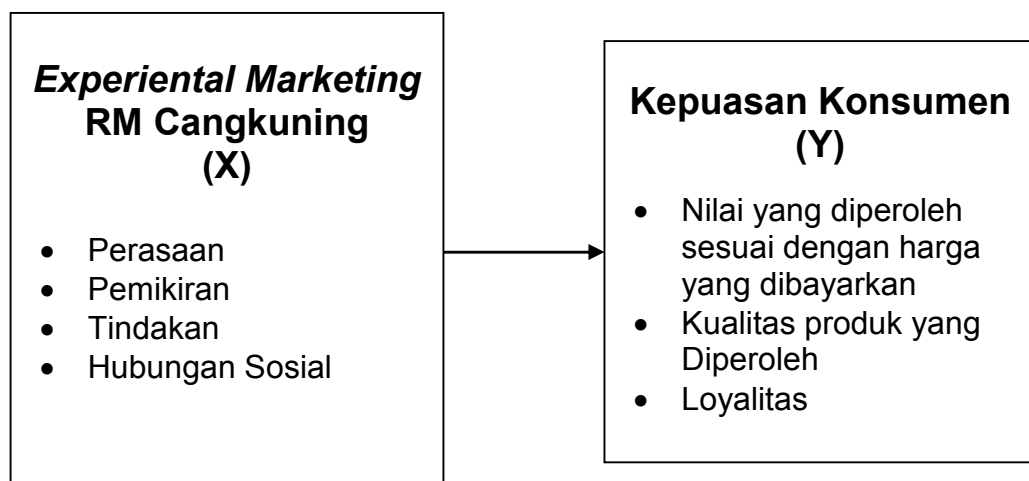 Experiental Marketing
RM Cangkuning
(X)
• Perasaan
• Pemikiran
• Tindakan
• Hubungan Sosial
Kepuasan Konsumen
(Y)
• Nilai yang diperoleh
sesuai dengan harga
yang dibayarkan
• Kualitas produk yang
Diperoleh
• Loyalitas